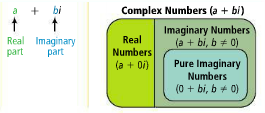 a + bi
Real Imaginary
part part
Complex Numbers (a + bi)
Real
Numbers
(a + 0i)
Imaginary Numbers
(a + bi, b ≠ 0)
Pure Imaginary
Numbers
(0 + bi, b ≠ 0)